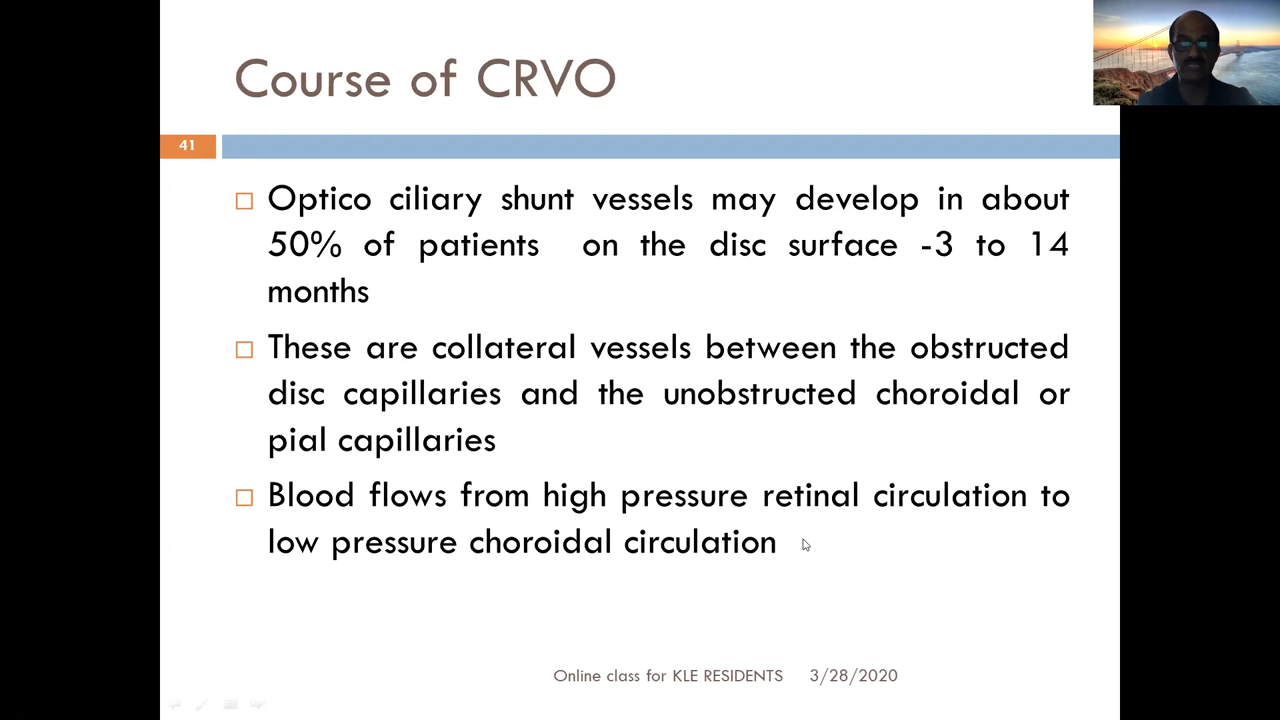 Course of CRVO
41
Optico ciliary shunt vessels may develop in about
50% of patients on the disc surface -3 to 14
months
These are collateral vessels between the obstructed
disc capillaries and the unobstructed choroidal or
pial capillaries
Blood flows from high pressure retinal circulation to
low pressure choroidal circulation
Online class for KLE RESIDENTS 3/28/2020